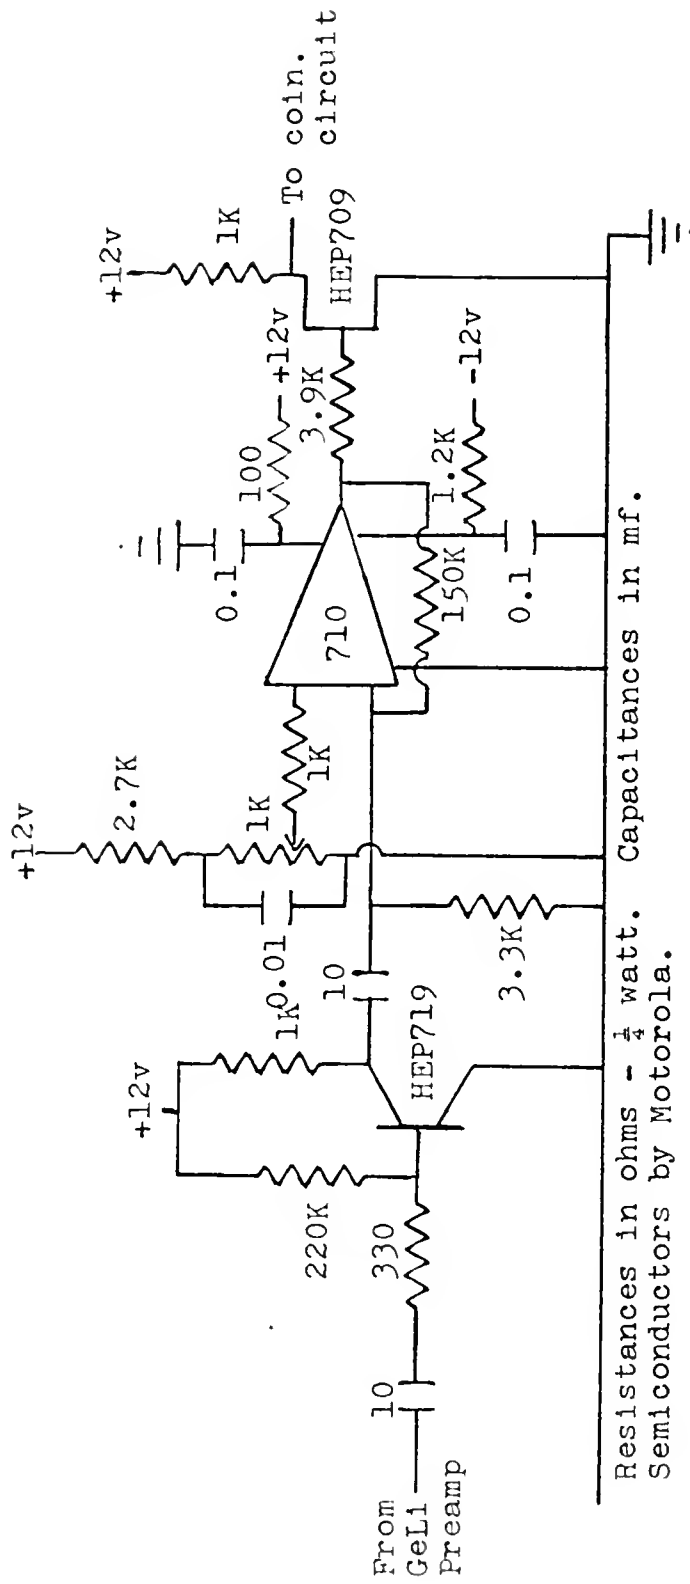 From
GeLi
Preamp
10
330
220K
+12v
1K
HEP719
10
0.01
3.3K
+12v
2.7K
1K
1K
710
0.1
100
+12v
150K
0.1
1.2K
-12v
3.9K
HEP709
+12v
1K
To coin.
circuit
Resistances in ohms - ¼ watt. Capacitances in mf.
Semiconductors by Motorola.